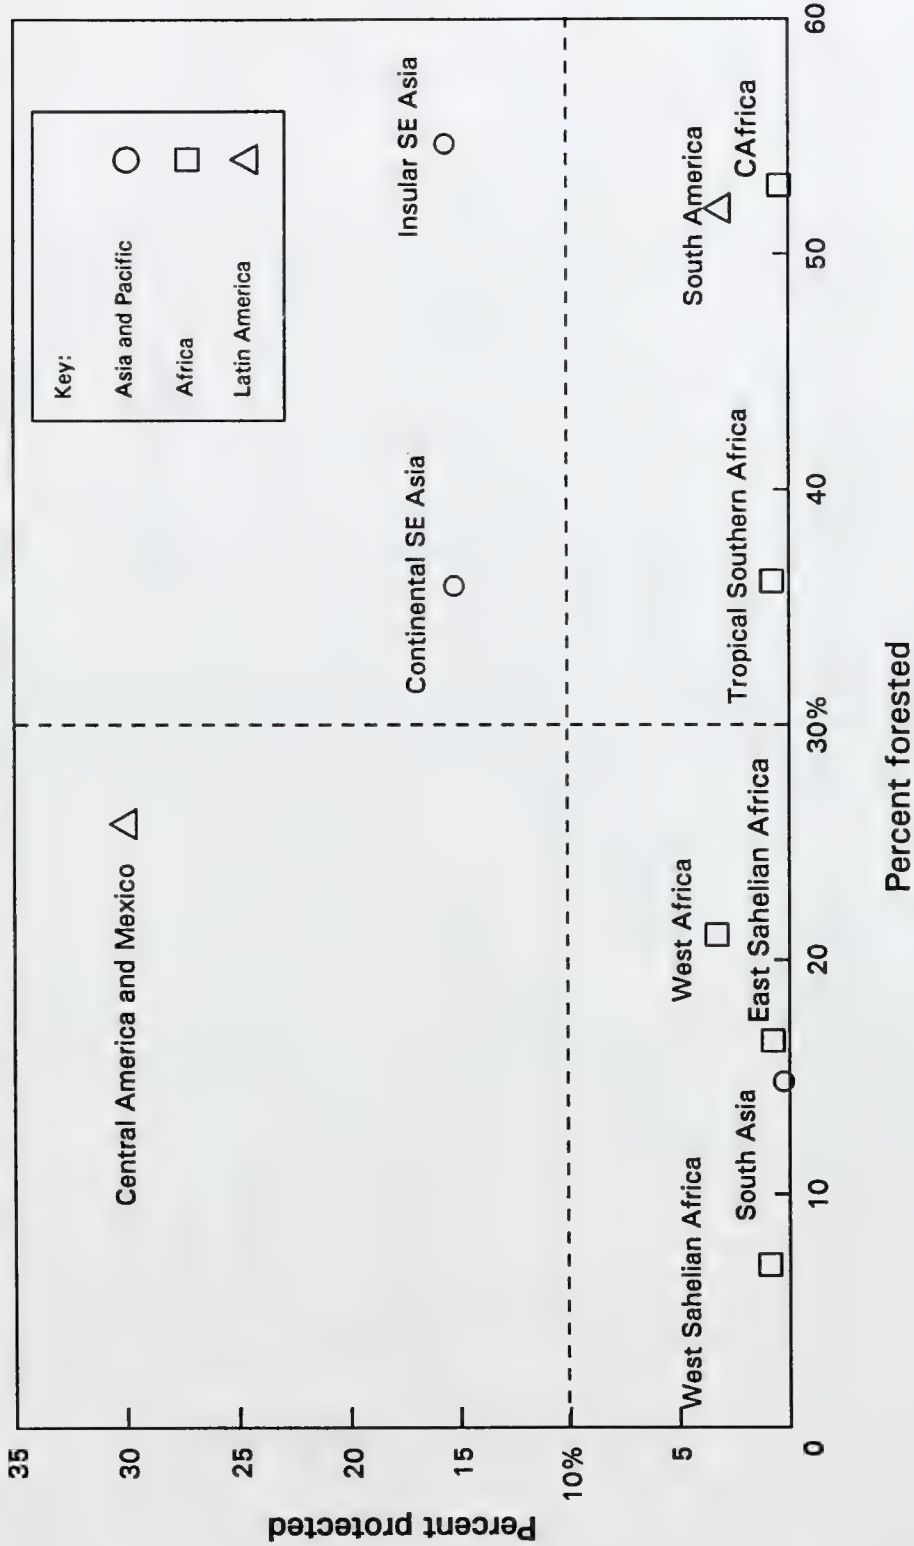 Percent protected
35
30
25
20
15
10%
5
0
10
20
30%
40
50
60
Percent forested
Key:
Asia and Pacific
Africa
Latin America
Central America and Mexico
Continental SE Asia
Insular SE Asia
West Sahelian Africa
South Asia
East Sahelian Africa
West Africa
Tropical Southern Africa
South America
CAfrica